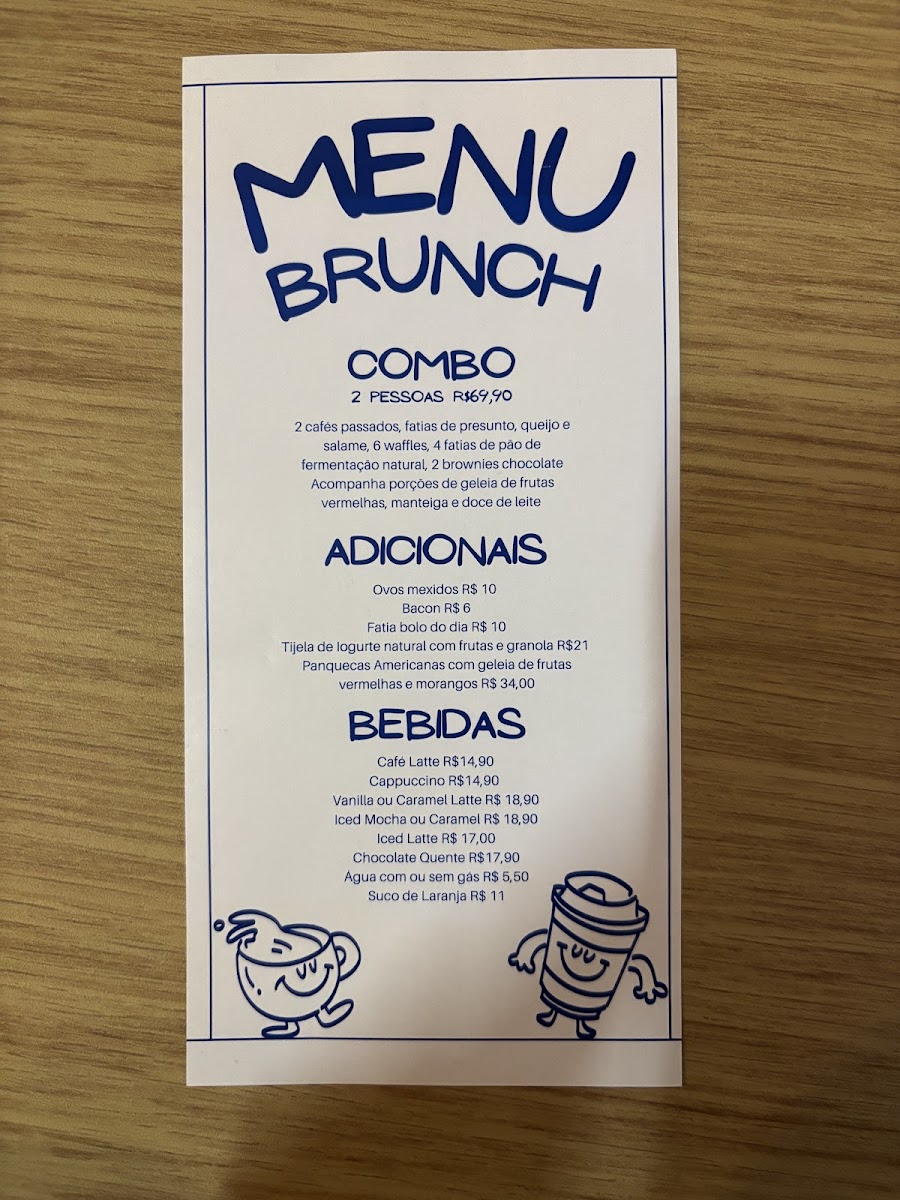 MENU
BRUNCH
COMBO
2 PESSOAS R$69,90
2 cafés passados, fatias de presunto, queijo e
salame, 6 waffles, 4 fatias de pão de
fermentação natural, 2 brownies chocolate
Acompanha porções de geleia de frutas
vermelhas, manteiga e doce de leite
ADICIONAIS
Ovos mexidos R$ 10
Bacon R$ 6
Fatia bolo do dia R$ 10
Tijela de Iogurte natural com frutas e granola R$21
Panquecas Americanas com geleia de frutas
vermelhas e morangos R$ 34,00
BEBIDAS
Café Latte R$14,90
Cappuccino R$14,90
Vanilla ou Caramel Latte R$ 18,90
Iced Mocha ou Caramel R$ 18,90
Iced Latte R$ 17,00
Chocolate Quente R$17,90
Água com ou sem gás R$ 5,50
Suco de Laranja R$ 11